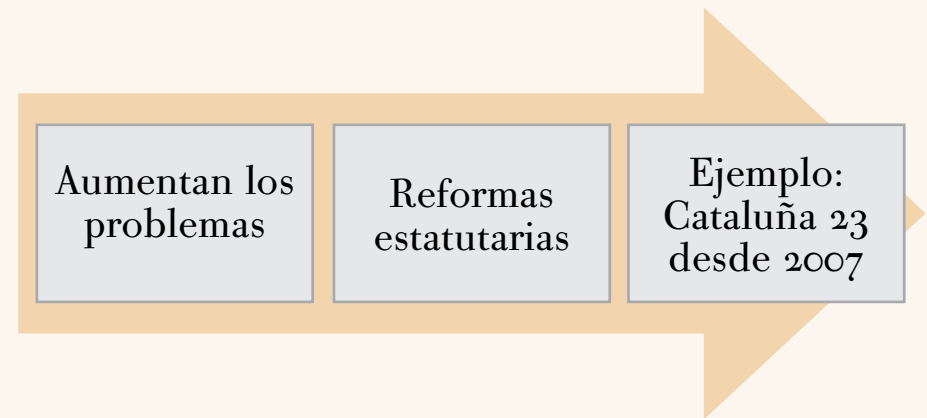 Aumentan los
problemas
Reformas
estatutarias
Ejemplo:
Cataluña 23
desde 2007